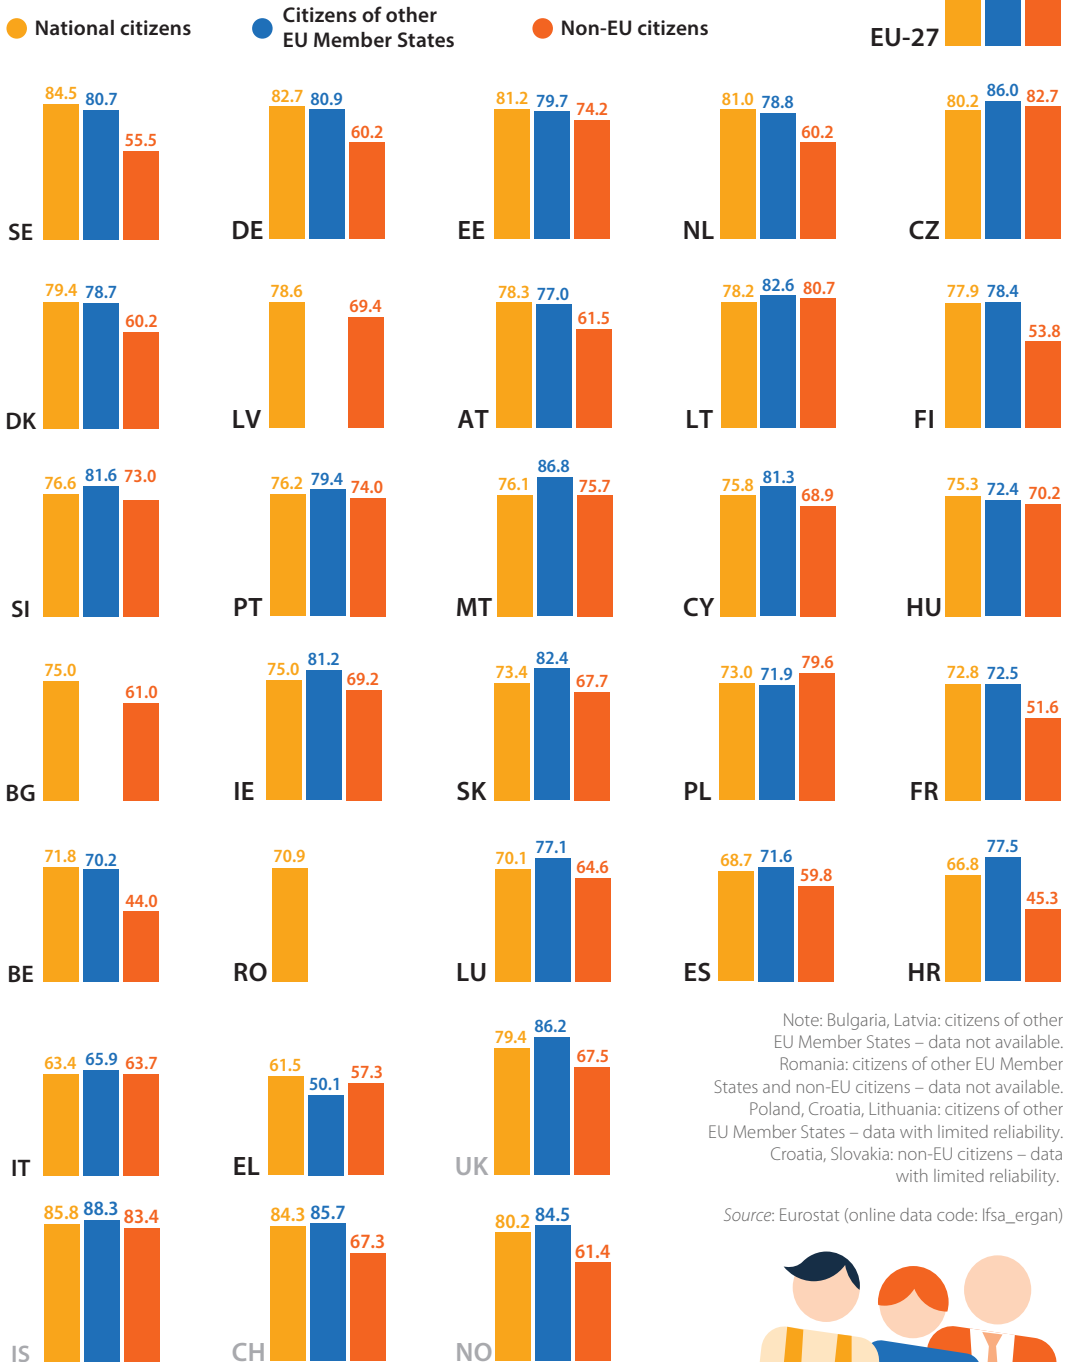 National citizens
Citizens of other
EU Member States
Non-EU citizens
EU-27
84.5 80.7 55.5
SE
82.7 80.9 60.2
DE
81.2 79.7 74.2
EE
81.0 78.8 60.2
NL
80.2 86.0 82.7
CZ
79.4 78.7 60.2
DK
78.6 69.4
LV
78.3 77.0 61.5
AT
78.2 82.6 80.7
LT
77.9 78.4 53.8
FI
76.6 81.6 73.0
SI
76.2 79.4 74.0
PT
76.1 86.8 75.7
MT
75.8 81.3 68.9
CY
75.3 72.4 70.2
HU
75.0 61.0
BG
75.0 81.2 69.2
IE
73.4 82.4 67.7
SK
73.0 71.9 79.6
PL
72.8 72.5 51.6
FR
71.8 70.2 44.0
BE
70.9
RO
70.1 77.1 64.6
LU
68.7 71.6 59.8
ES
66.8 77.5 45.3
HR
63.4 65.9 63.7
IT
61.5 50.1 57.3
EL
79.4 86.2 67.5
UK
Note: Bulgaria, Latvia: citizens of other
EU Member States – data not available.
Romania: citizens of other EU Member
States and non-EU citizens – data not available.
Poland, Croatia, Lithuania: citizens of other
EU Member States – data with limited reliability.
Croatia, Slovakia: non-EU citizens – data
with limited reliability.
Source: Eurostat (online data code: lfsa_ergan)
85.8 88.3 83.4
IS
84.3 85.7 67.3
CH
80.2 84.5 61.4
NO